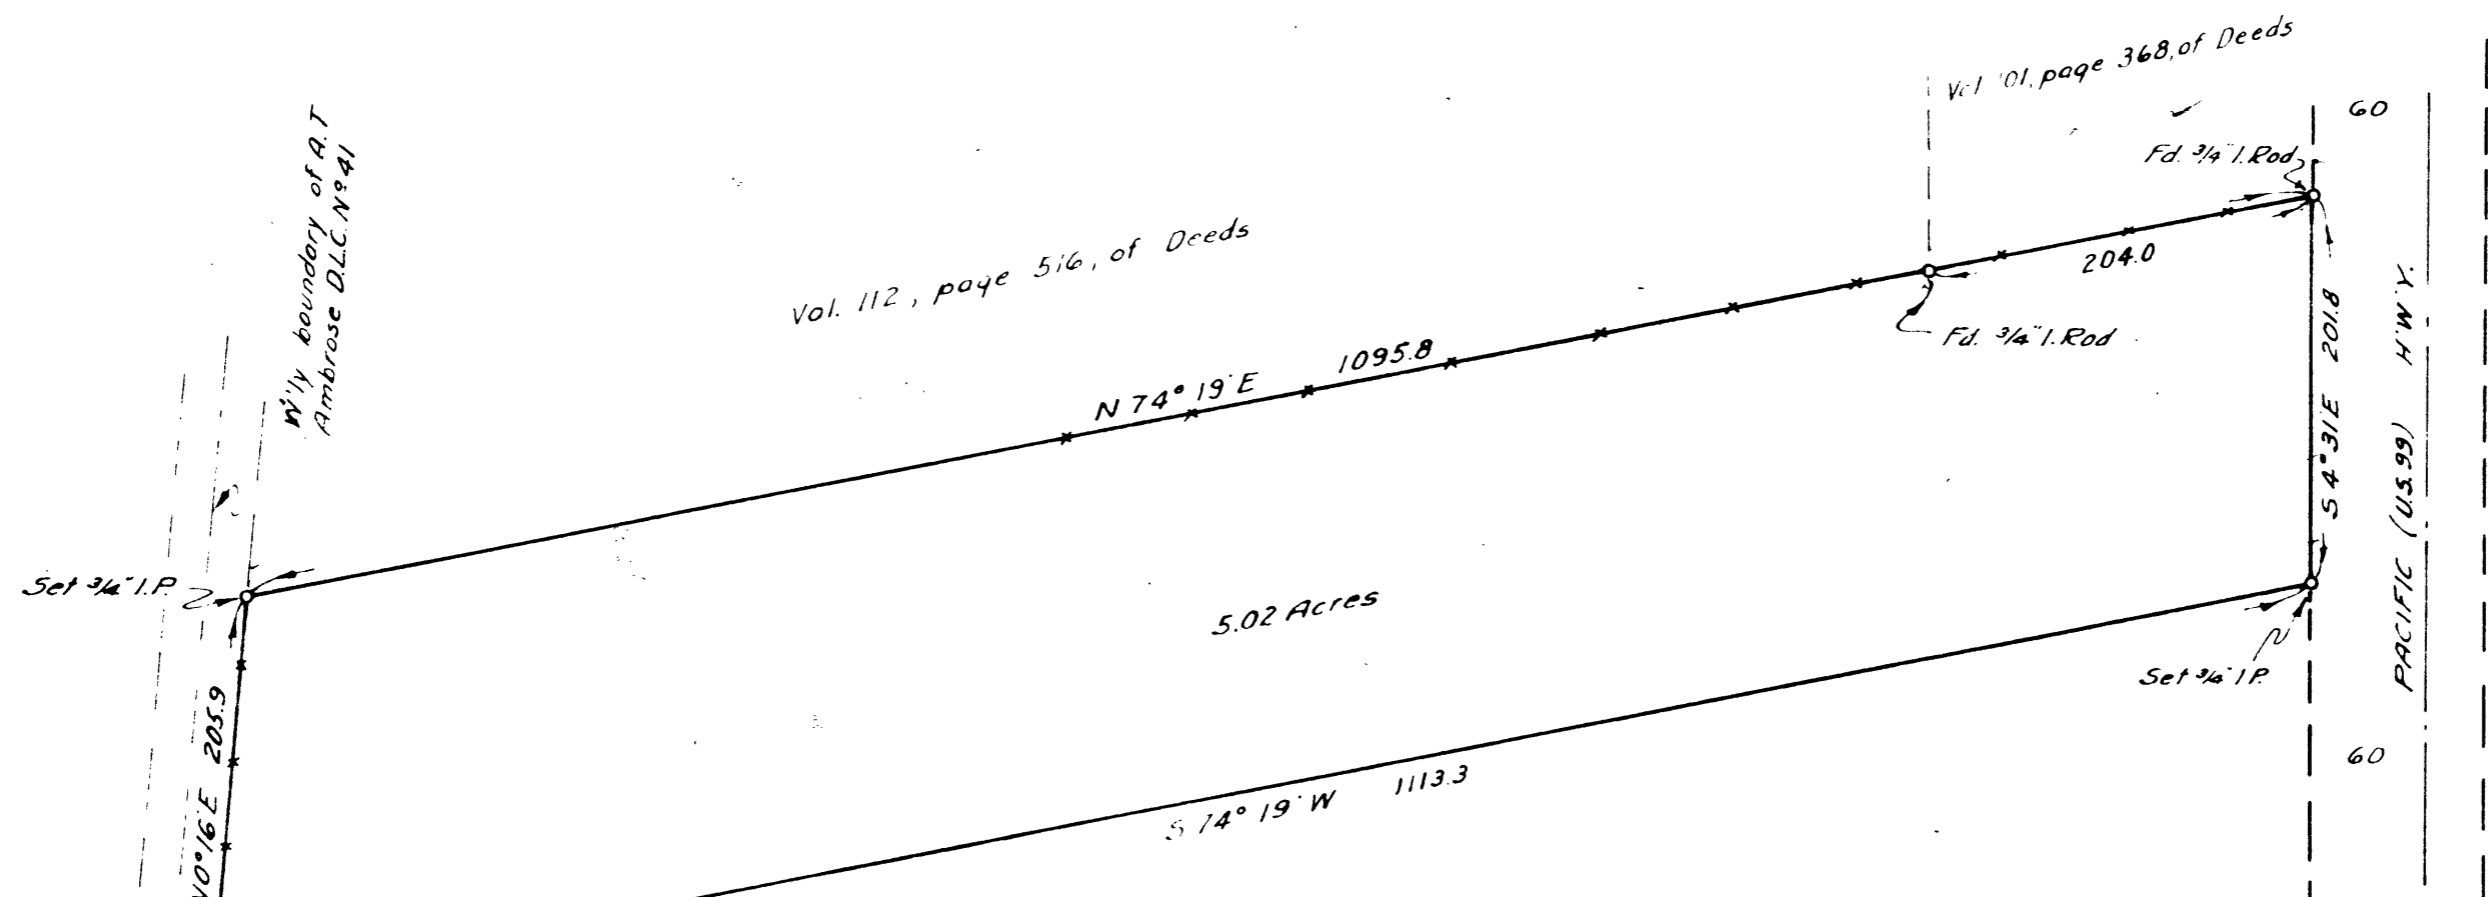 Vol 101, page 368, of Deeds
60
W'ly boundary of A.T
Ambrose D.L.C. Nº 41
Fd. 3/4" I. Rod
Vol. 112, page 516, of Deeds
204.0
Fd. 3/4" I. Rod
N 74° 19' E 1095.8
S 4° 31' E 201.8
PACIFIC (U.S. 99) H.W.Y.
Set 3/4" I.P.
5.02 Acres
Set 3/4" I.P.
N 0° 16' E 205.9
60
S 74° 19' W 1113.3